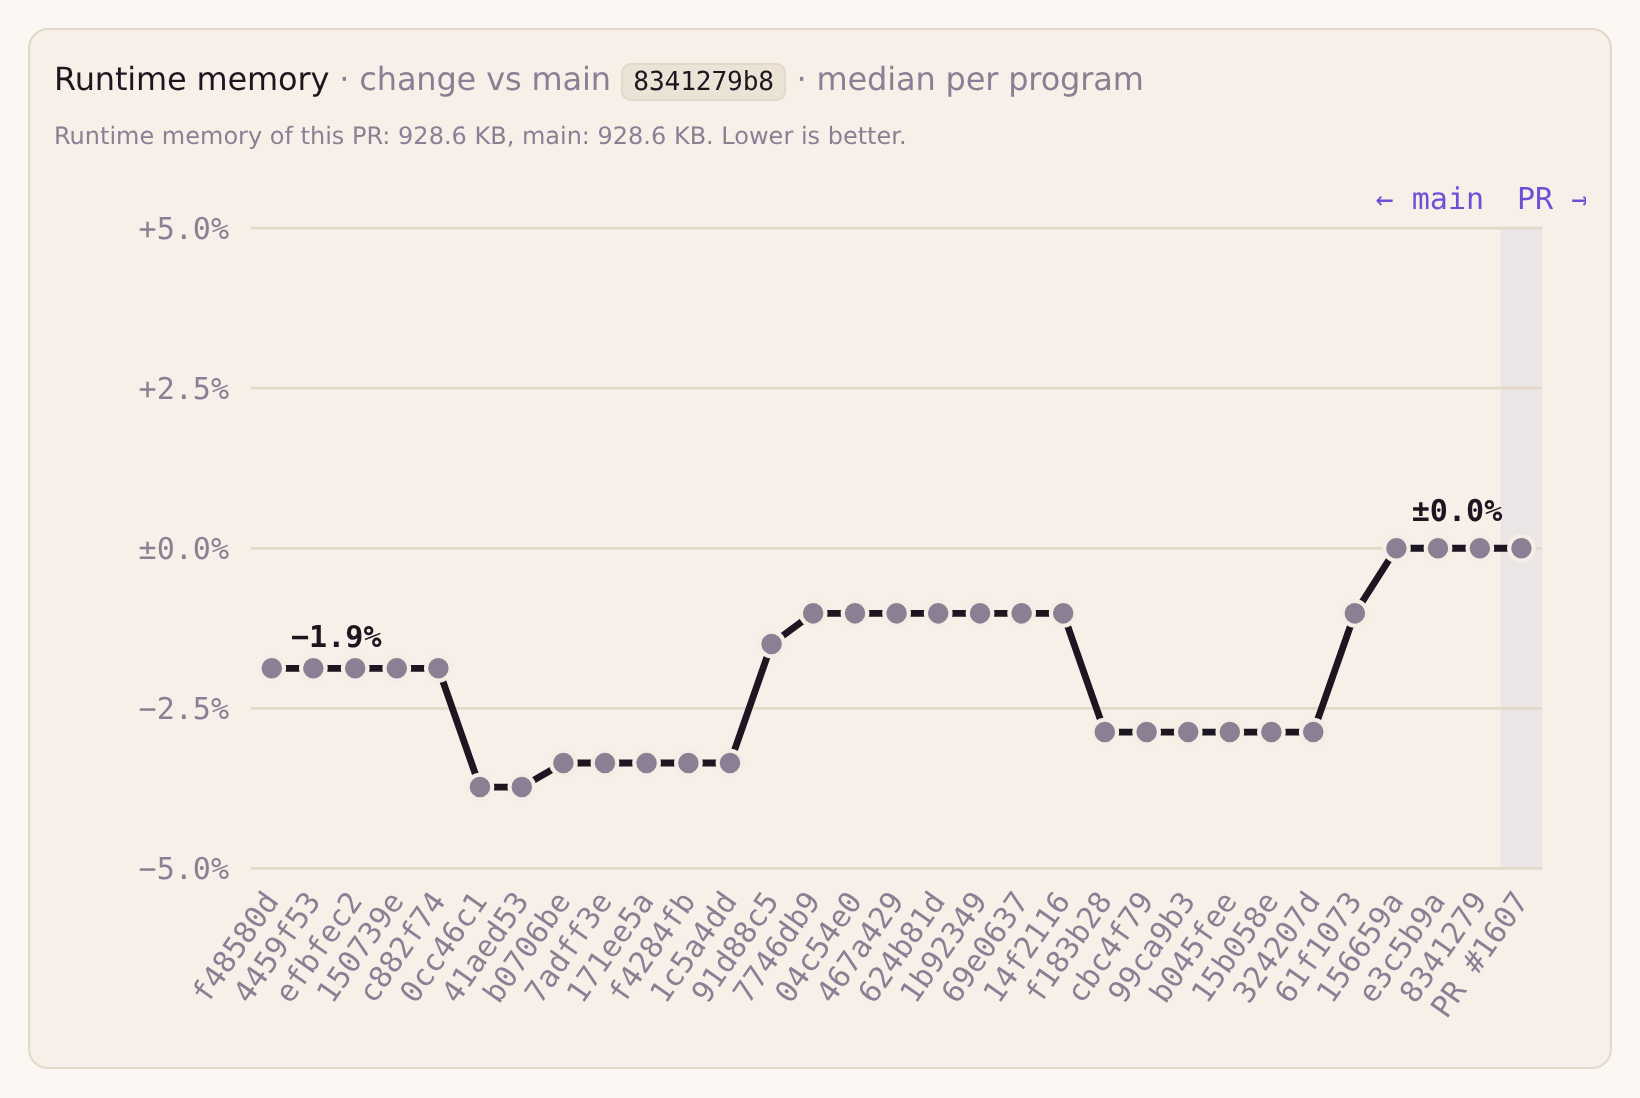 Runtime memory · change vs main 8341279b8 · median per program
Runtime memory of this PR: 928.6 KB, main: 928.6 KB. Lower is better.
← main PR →
+5.0%
+2.5%
±0.0%
−2.5%
−5.0%
−1.9%
±0.0%
f48580d
4459f53
efbfec2
150739e
c882f74
0cc46c1
41aed53
b0706be
7adff3e
171ee5a
f4284fb
1c5a4dd
91d88c5
7746db9
04c54e0
467a429
624b81d
1b92349
69e0637
14f2116
f183b28
cbc4f79
99ca9b3
b045fee
15b058e
324207d
61f1073
156659a
e3c5b9a
8341279
PR #1607